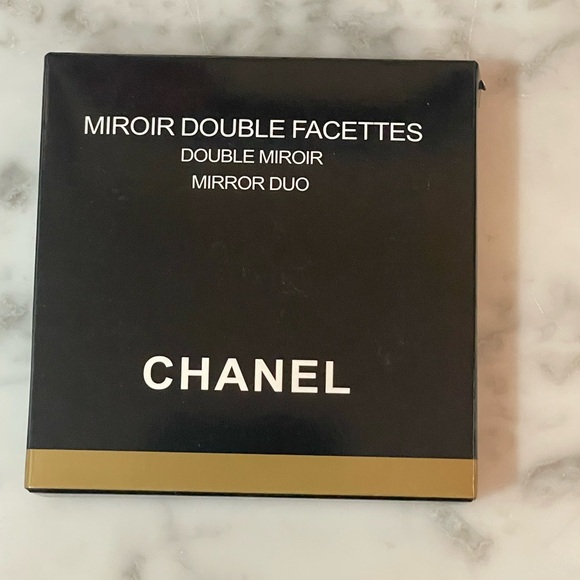 MIROIR DOUBLE FACETTES
DOUBLE MIROIR
MIRROR DUO
CHANEL